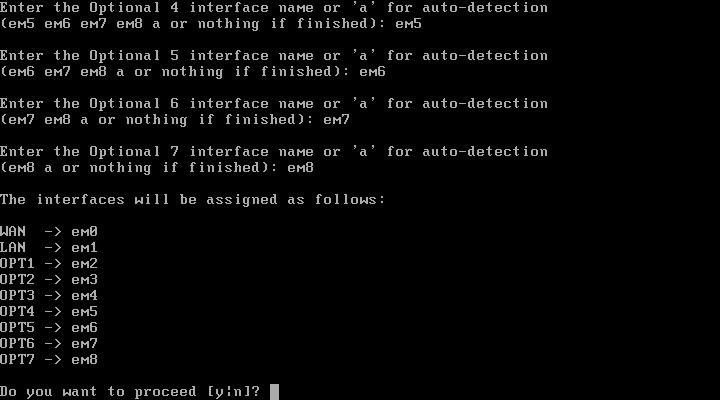 Enter the Optional 4 interface name or 'a' for auto-detection
(em5 em6 em7 em8 a or nothing if finished): em5
Enter the Optional 5 interface name or 'a' for auto-detection
(em6 em7 em8 a or nothing if finished): em6
Enter the Optional 6 interface name or 'a' for auto-detection
(em7 em8 a or nothing if finished): em7
Enter the Optional 7 interface name or 'a' for auto-detection
(em8 a or nothing if finished): em8
The interfaces will be assigned as follows:
WAN  -> em0
LAN  -> em1
OPT1 -> em2
OPT2 -> em3
OPT3 -> em4
OPT4 -> em5
OPT5 -> em6
OPT6 -> em7
OPT7 -> em8
Do you want to proceed [y|n]?